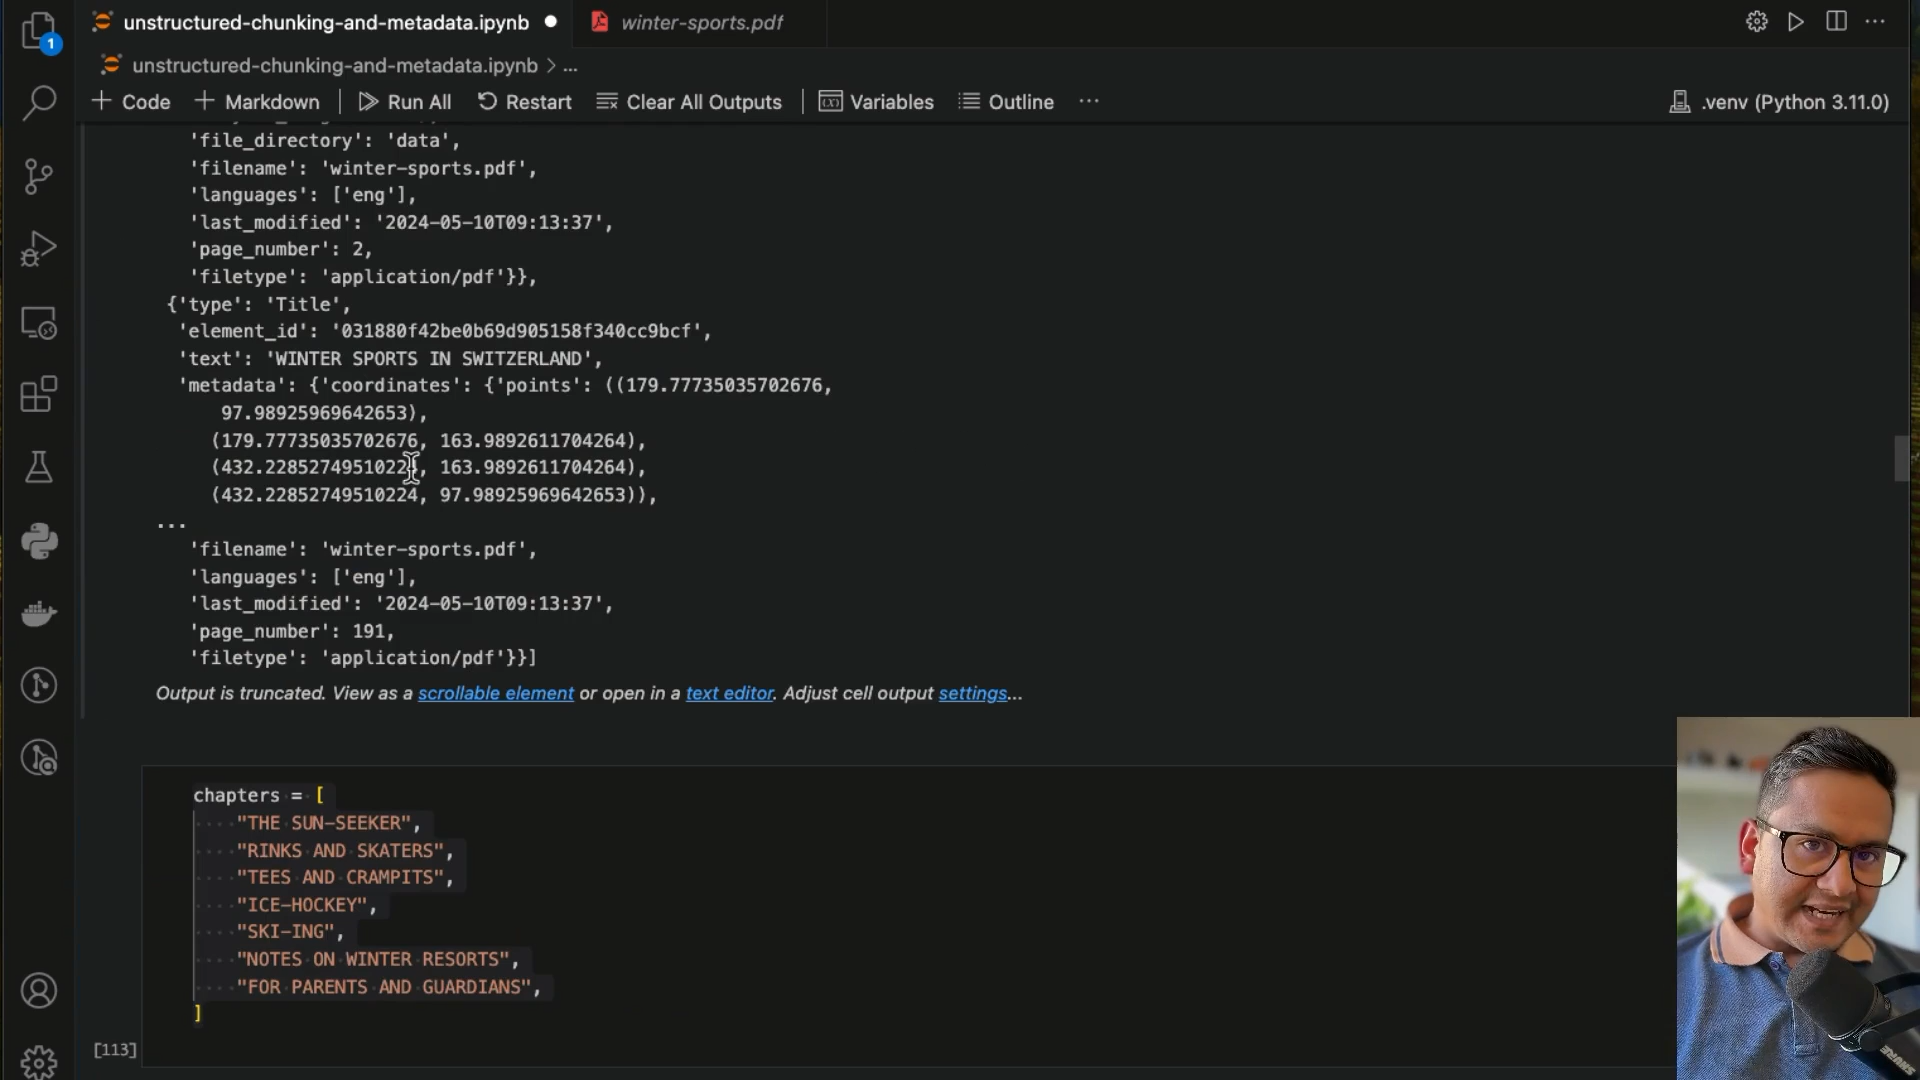 unstructured-chunking-and-metadata.ipynb
winter-sports.pdf
1
unstructured-chunking-and-metadata.ipynb > ...
Code
Markdown
Run All
Restart
Clear All Outputs
Variables
Outline
...
.venv (Python 3.11.0)
'file_directory': 'data',
'filename': 'winter-sports.pdf',
'languages': ['eng'],
'last_modified': '2024-05-10T09:13:37',
'page_number': 2,
'filetype': 'application/pdf'}},
{'type': 'Title',
'element_id': '031880f42be0b69d905158f340cc9bcf',
'text': 'WINTER SPORTS IN SWITZERLAND',
'metadata': {'coordinates': {'points': ((179.77735035702676,
97.98925969642653),
(179.77735035702676, 163.9892611704264),
(432.22852749510224, 163.9892611704264),
(432.22852749510224, 97.98925969642653)),
...
'filename': 'winter-sports.pdf',
'languages': ['eng'],
'last_modified': '2024-05-10T09:13:37',
'page_number': 191,
'filetype': 'application/pdf'}}]
Output is truncated. View as a scrollable element or open in a text editor. Adjust cell output settings...
chapters = [
"THE SUN-SEEKER",
"RINKS AND SKATERS",
"TEES AND CRAMPITS",
"ICE-HOCKEY",
"SKI-ING",
"NOTES ON WINTER RESORTS",
"FOR PARENTS AND GUARDIANS",
]
[113]
SHURE